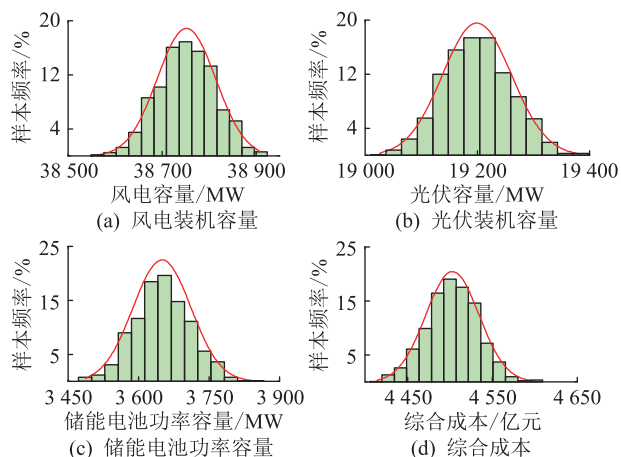 20
12
4
样本频率/%
38 500
38 700
38 900
风电容量/MW
(a) 风电装机容量
20
12
4
样本频率/%
19 000
19 200
19 400
光伏容量/MW
(b) 光伏装机容量
25
15
5
样本频率/%
3 450
3 600
3 750
3 900
储能电池功率容量/MW
(c) 储能电池功率容量
25
15
5
样本频率/%
4 450
4 550
4 650
综合成本/亿元
(d) 综合成本